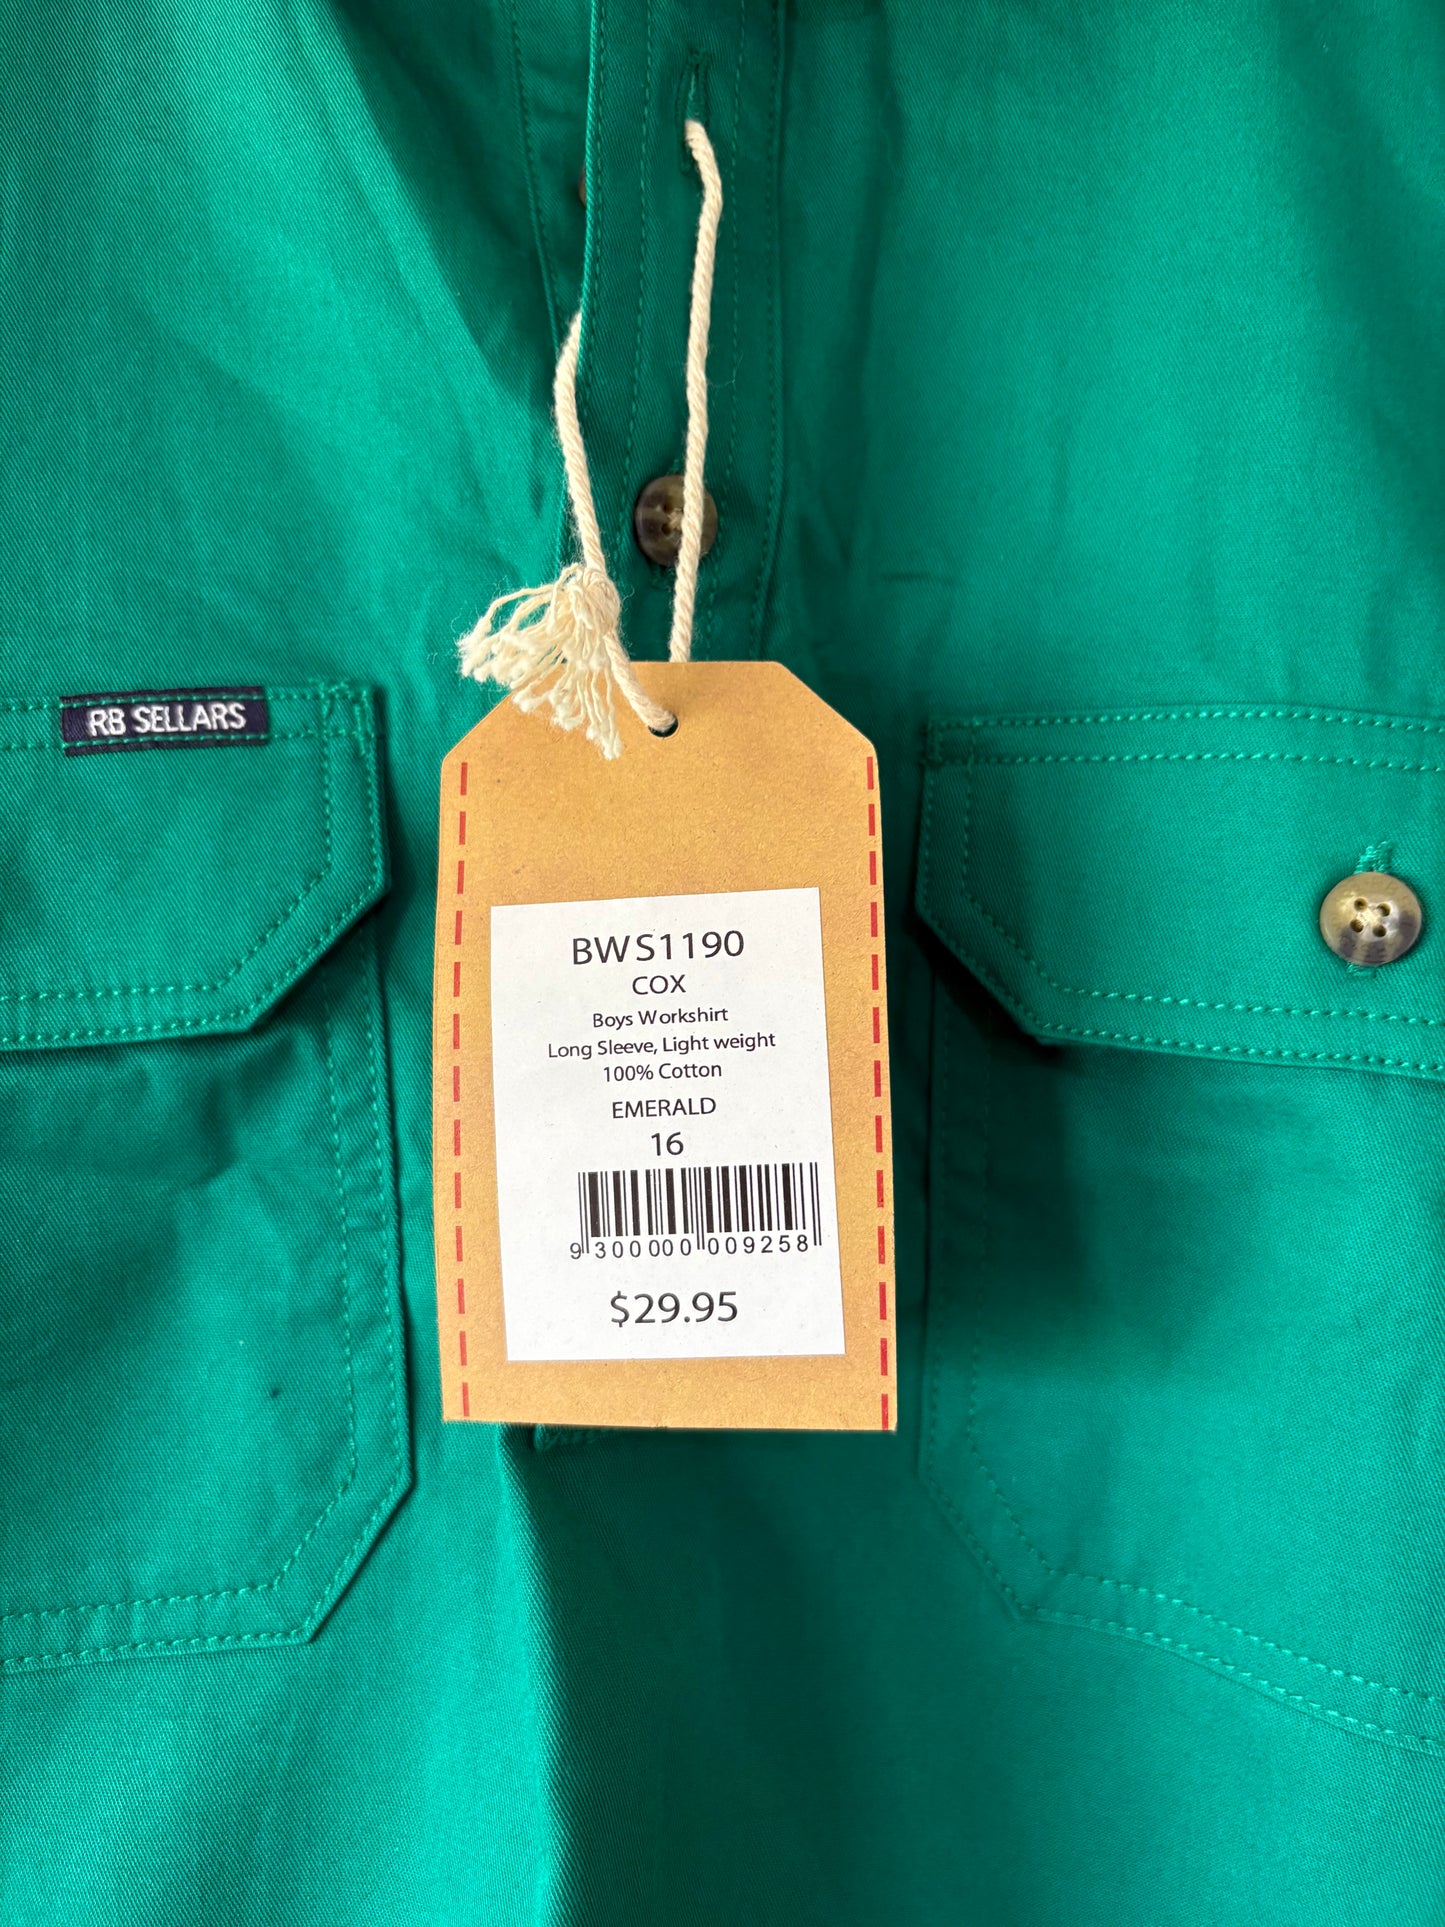 RB SELLARS
BWS1190
COX
Boys Workshirt
Long Sleeve, Light weight
100% Cotton
EMERALD
16
9 300000 009258
$29.95